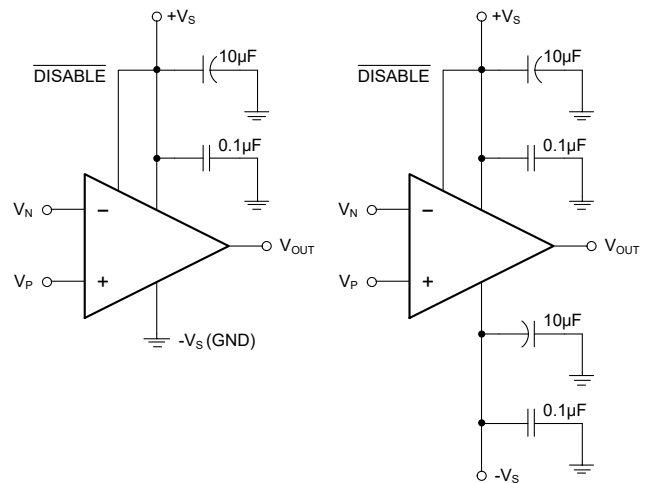 +VS
10µF
DISABLE
0.1µF
VN
−
VOUT
VP
+
-VS (GND)
+VS
10µF
DISABLE
0.1µF
VN
−
VOUT
VP
+
10µF
0.1µF
-VS